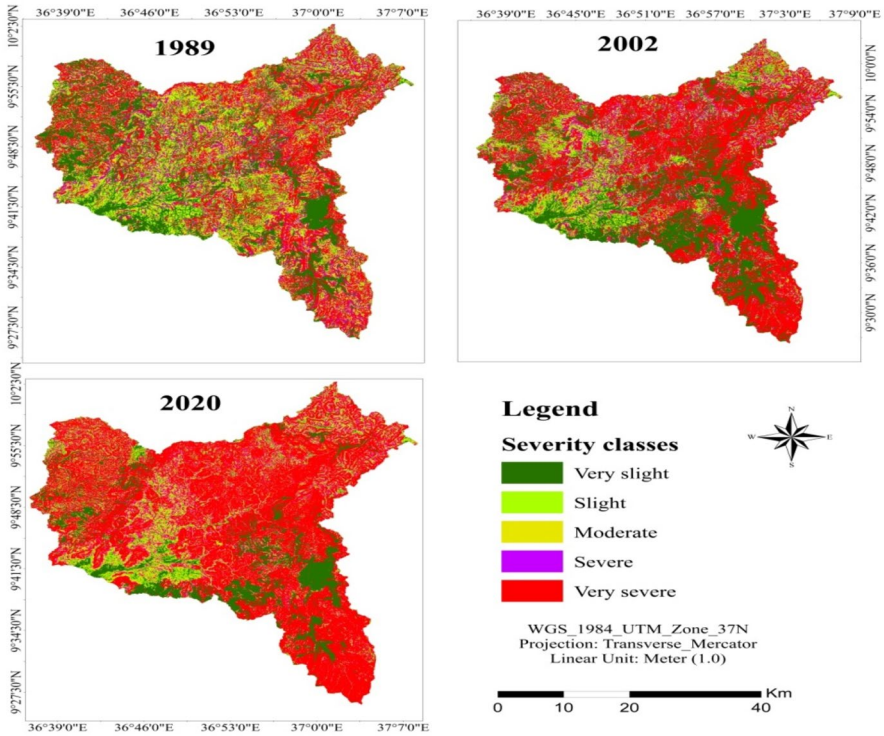 36°39'0"E 36°46'0"E 36°53'0"E 37°0'0"E 37°7'0"E
36°39'0"E 36°45'0"E 36°51'0"E 36°57'0"E 37°3'0"E 37°9'0"E
1989
2002
10°2'30"N
9°55'30"N
9°48'30"N
9°41'30"N
9°34'30"N
9°27'30"N
10°0'0"N
9°54'0"N
9°48'0"N
9°42'0"N
9°36'0"N
9°30'0"N
2020
10°2'30"N
9°55'30"N
9°48'30"N
9°41'30"N
9°34'30"N
9°27'30"N
36°39'0"E 36°46'0"E 36°53'0"E 37°0'0"E 37°7'0"E
Legend
Severity classes
Very slight
Slight
Moderate
Severe
Very severe
N
W E
S
WGS_1984_UTM_Zone_37N
Projection: Transverse_Mercator
Linear Unit: Meter (1.0)
Km
0 10 20 40